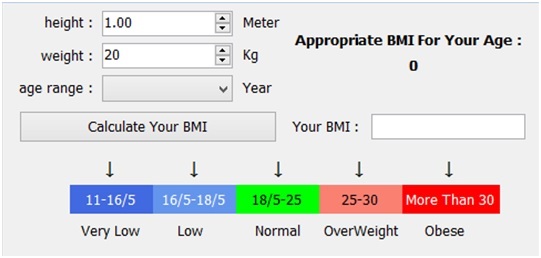 height : 1.00 Meter
Appropriate BMI For Your Age :
0
weight : 20 Kg
age range : Year
Calculate Your BMI Your BMI :
↓ ↓ ↓ ↓ ↓
11-16/5 16/5-18/5 18/5-25 25-30 More Than 30
Very Low Low Normal OverWeight Obese